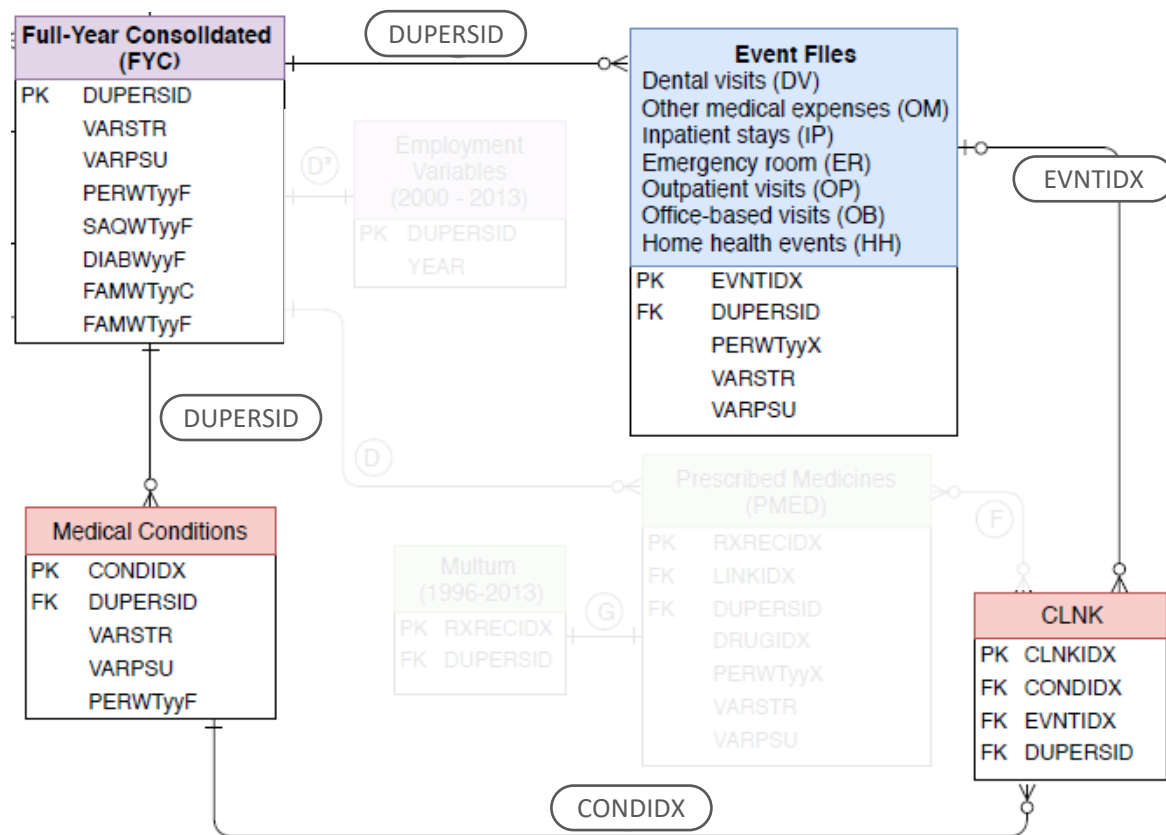 Full-Year Consolidated
(FYC)
PK DUPERSID
VARSTR
VARPSU
PERWTyyF
SAQWTyyF
DIABWyyF
FAMWTyyC
FAMWTyyF
DUPERSID
Event Files
Dental visits (DV)
Other medical expenses (OM)
Inpatient stays (IP)
Emergency room (ER)
Outpatient visits (OP)
Office-based visits (OB)
Home health events (HH)
PK EVNTIDX
FK DUPERSID
PERWTyyX
VARSTR
VARPSU
EVNTIDX
D*
Employment
Variables
(2000 - 2013)
PK DUPERSID
YEAR
DUPERSID
D
Prescribed Medicines
(PMED)
PK RXRECIDX
FK LINKIDX
FK DUPERSID
DRUGIDX
PERWTyyX
VARSTR
VARPSU
F
Medical Conditions
PK CONDIDX
FK DUPERSID
VARSTR
VARPSU
PERWTyyF
Multum
(1996-2013)
PK RXRECIDX
FK DUPERSID
G
CLNK
PK CLNKIDX
FK CONDIDX
FK EVNTIDX
FK DUPERSID
CONDIDX